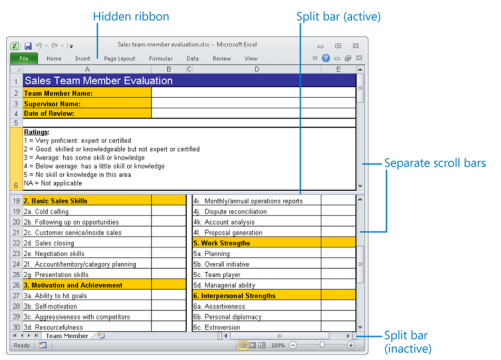 Hidden ribbon
Split bar (active)
Sales team member evaluation.xlsx - Microsoft Excel
File Home Insert Page Layout Formulas Data Review View
A B C D E
1 Sales Team Member Evaluation
2 Team Member Name:
3 Supervisor Name:
4 Date of Review:
5
Ratings:
1 = Very proficient: expert or certified
2 = Good: skilled or knowledgeable but not expert or certified
3 = Average: has some skill or knowledge
4 = Below average: has a little skill or knowledge
5 = No skill or knowledge in this area
6 NA = Not applicable
Separate scroll bars
18 2. Basic Sales Skills 4i. Monthly/annual operations reports
19 2a. Cold calling 4j. Dispute reconciliation
20 2b. Following up on opportunities 4k. Account analysis
21 2c. Customer service/inside sales 4l. Proposal generation
22 2d. Sales closing 5. Work Strengths
23 2e. Negotiation skills 5a. Planning
24 2f. Account/territory/category planning 5b. Overall initiative
25 2g. Presentation skills 5c. Team player
26 3. Motivation and Achievement 5d. Managerial ability
27 3a. Ability to hit goals 6. Interpersonal Strengths
28 3b. Self-motivation 6a. Assertiveness
29 3c. Aggressiveness with competitors 6b. Personal diplomacy
30 3d. Resourcefulness 6c. Extroversion
Team Member
Ready 100%
Split bar
(inactive)